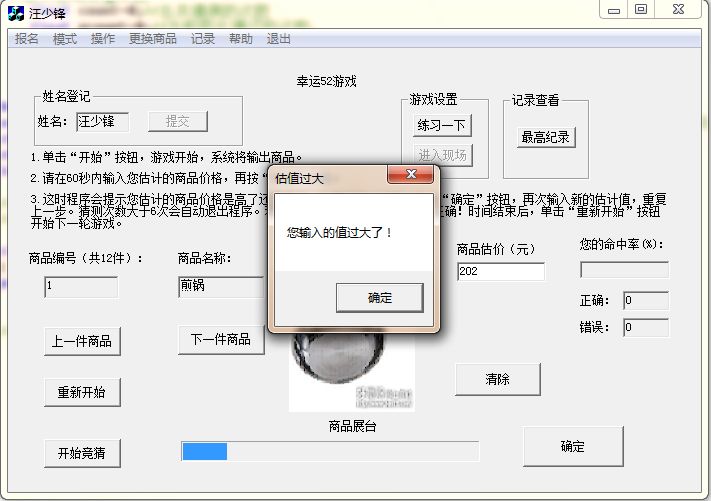 汪少锋
报名 模式 操作 更换商品 记录 帮助 退出
幸运52游戏
姓名登记
姓名： 汪少锋 提交
游戏设置
练习一下
进入现场
记录查看
最高纪录
1.单击“开始”按钮，游戏开始，系统将输出商品。
2.请在60秒内输入您估计的商品价格，再按“
3.这时程序会提示您估计的商品价格是高了还 “确定”按钮，再次输入新的估计值，重复
上一步。猜测次数大于6次会自动退出程序。 正确！时间结束后，单击“重新开始”按钮
开始下一轮游戏。
估值过大
您输入的值过大了！
确定
商品编号（共12件）： 商品名称： 商品估价（元） 您的命中率(%)：
1 煎锅 202
正确： 0
错误： 0
上一件商品 下一件商品
重新开始 清除
商品展台
开始竞猜 确定